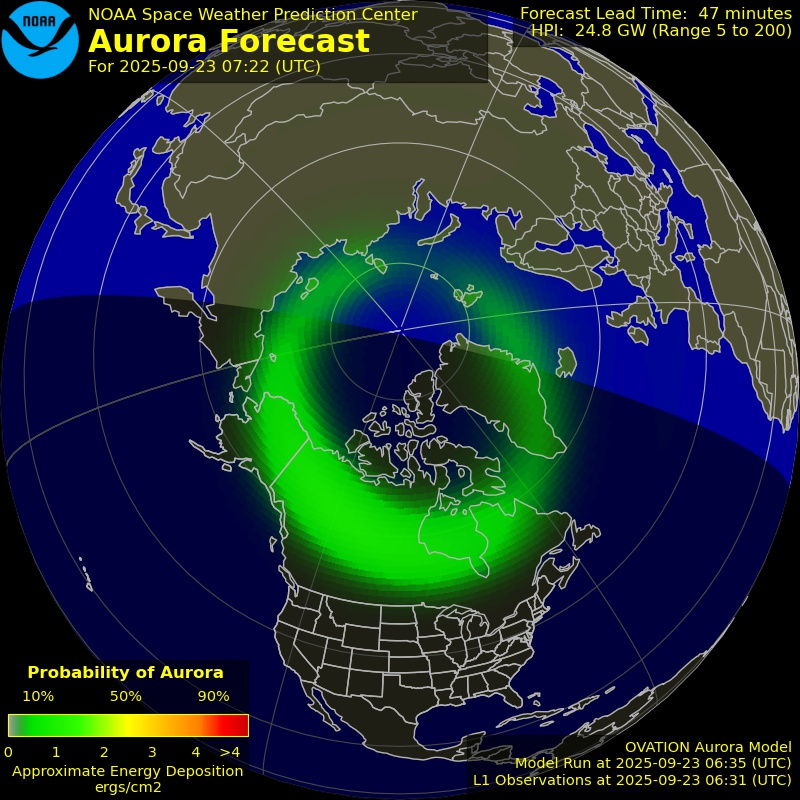 NOAA
NOAA Space Weather Prediction Center
Aurora Forecast
For 2025-09-23 07:22 (UTC)
Forecast Lead Time: 47 minutes
HPI: 24.8 GW (Range 5 to 200)
Probability of Aurora
10% 50% 90%
0 1 2 3 4 >4
Approximate Energy Deposition
ergs/cm2
OVATION Aurora Model
Model Run at 2025-09-23 06:35 (UTC)
L1 Observations at 2025-09-23 06:31 (UTC)